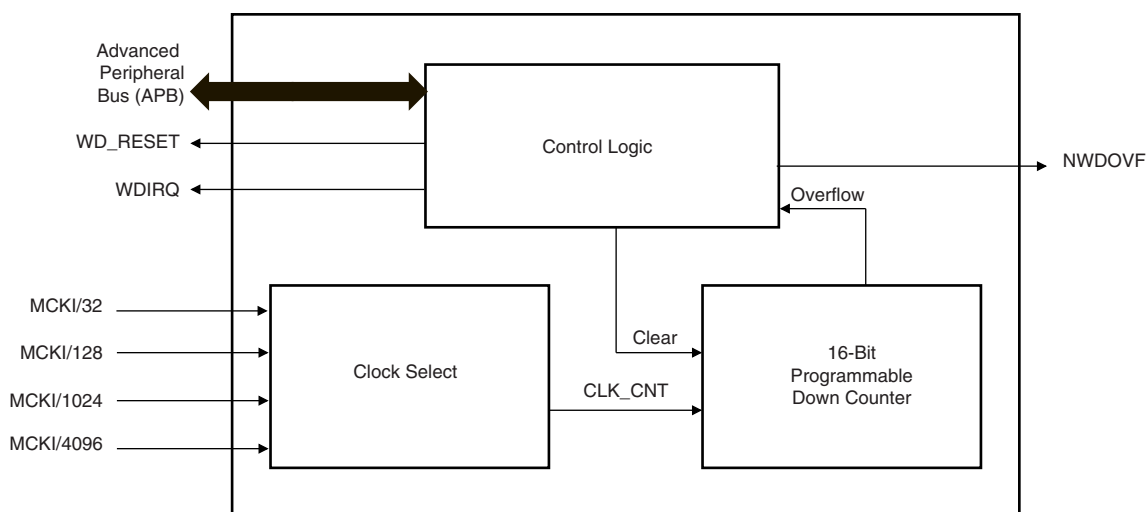 Advanced
Peripheral
Bus (APB)
WD_RESET
WDIRQ
Control Logic
NWDOVF
Overflow
MCKI/32
MCKI/128
MCKI/1024
MCKI/4096
Clock Select
Clear
CLK_CNT
16-Bit
Programmable
Down Counter